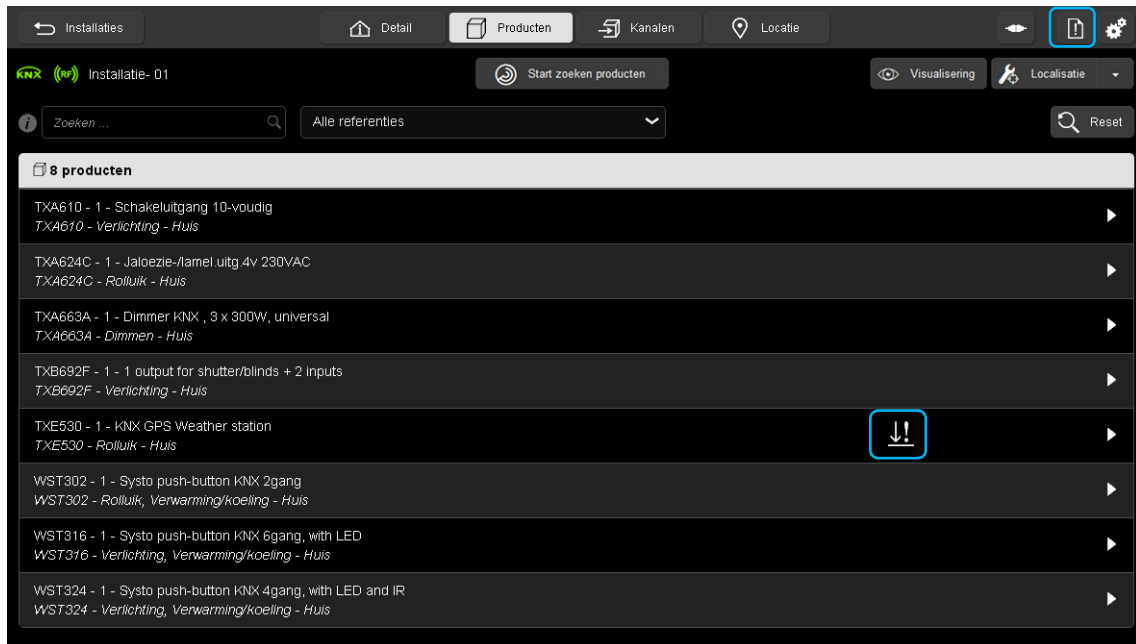 Installaties
Detail
Producten
Kanalen
Locatie
KNX ((RF)) Installatie- 01
Start zoeken producten
Visualisering
Localisatie
Zoeken ...
Alle referenties
Reset
8 producten
TXA610 - 1 - Schakeluitgang 10-voudig
TXA610 - Verlichting - Huis
TXA624C - 1 - Jaloezie-/lamel.uitg.4v 230VAC
TXA624C - Rolluik - Huis
TXA663A - 1 - Dimmer KNX , 3 x 300W, universal
TXA663A - Dimmen - Huis
TXB692F - 1 - 1 output for shutter/blinds + 2 inputs
TXB692F - Verlichting - Huis
TXE530 - 1 - KNX GPS Weather station
TXE530 - Rolluik - Huis
WST302 - 1 - Systo push-button KNX 2gang
WST302 - Rolluik, Verwarming/koeling - Huis
WST316 - 1 - Systo push-button KNX 6gang, with LED
WST316 - Verlichting, Verwarming/koeling - Huis
WST324 - 1 - Systo push-button KNX 4gang, with LED and IR
WST324 - Verlichting, Verwarming/koeling - Huis